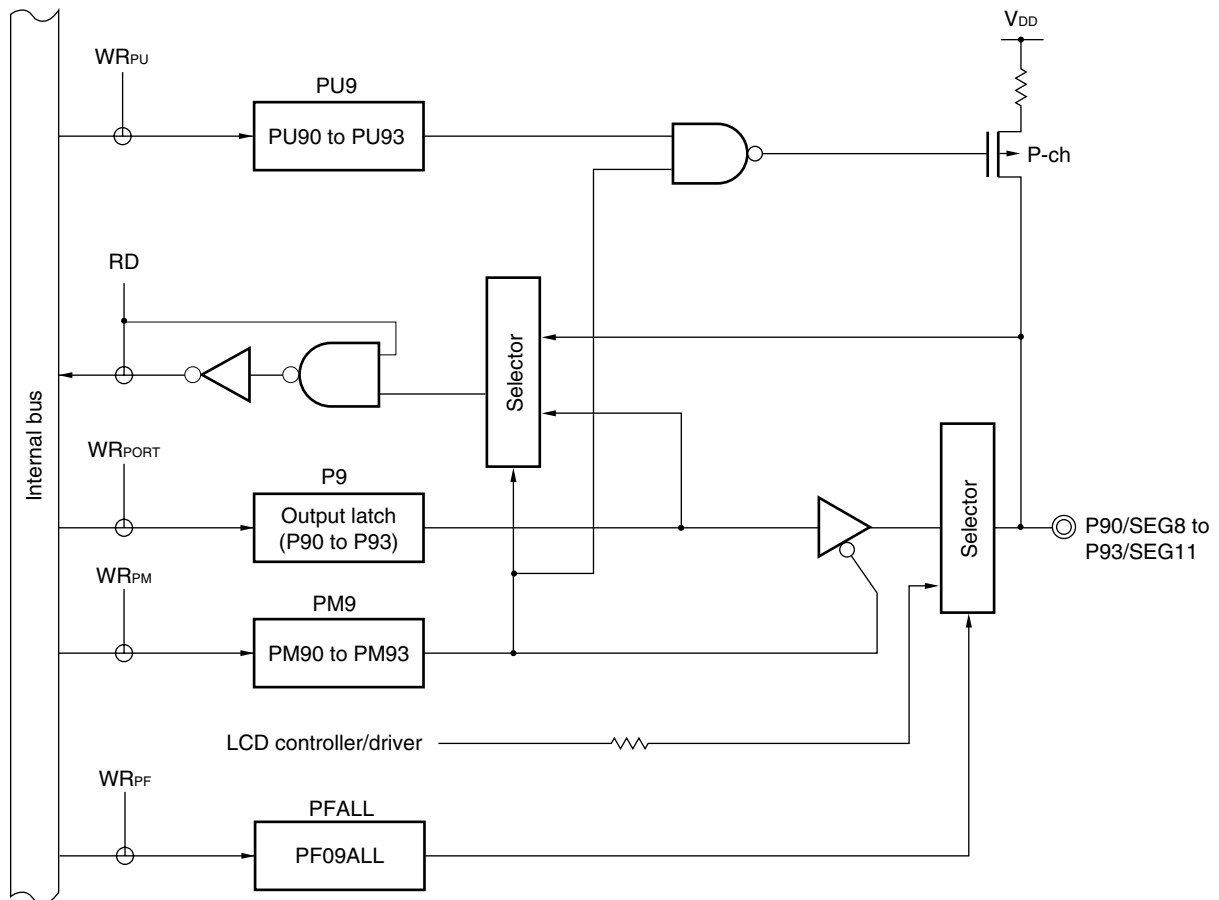 VDD
WRPU
PU9
PU90 to PU93
P-ch
RD
Selector
Internal bus
WRPORT
P9
Output latch
(P90 to P93)
Selector
P90/SEG8 to
P93/SEG11
WRPM
PM9
PM90 to PM93
LCD controller/driver
WRPF
PFALL
PF09ALL